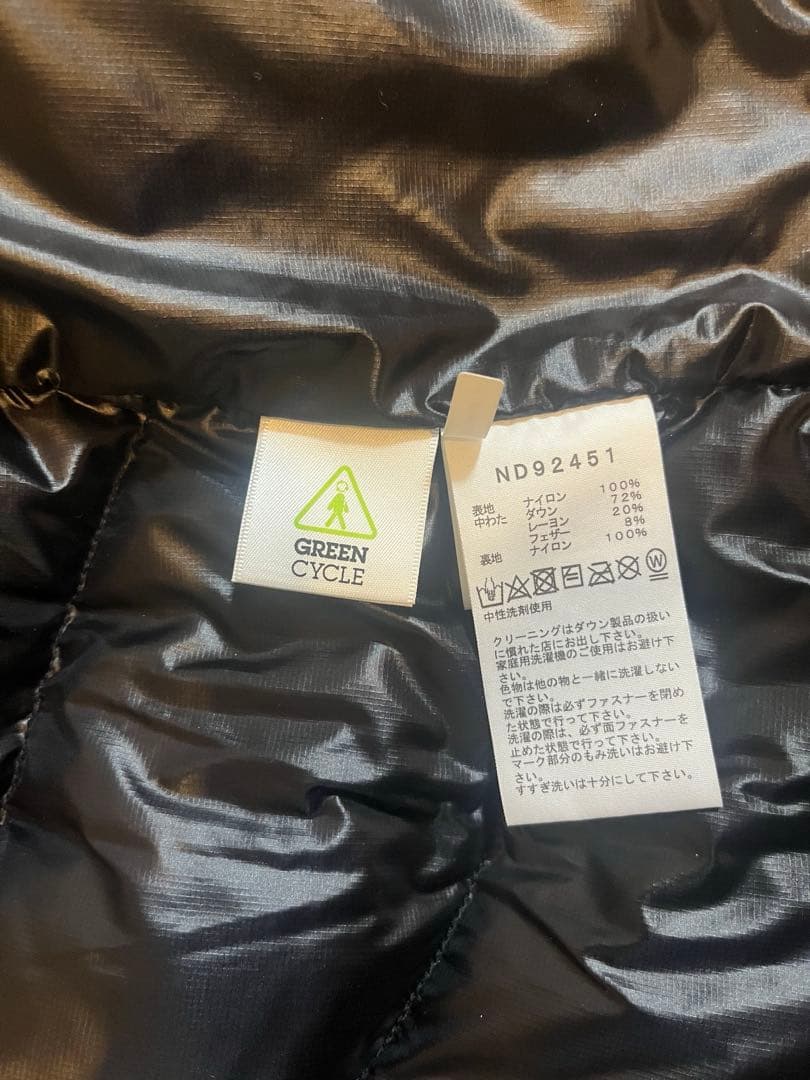 GREEN
CYCLE
ND92451
表地 ナイロン 100%
中わた ダウン 72%
レーヨン 20%
フェザー 8%
裏地 ナイロン 100%
W
中性洗剤使用
クリーニングはダウン製品の扱い
に慣れた店にお出し下さい。
家庭用洗濯機のご使用はお避け下
さい。
色物は他の物と一緒に洗濯しない
で下さい。
洗濯の際は必ずファスナーを閉め
た状態で行って下さい。
洗濯の際は、必ず面ファスナーを
止めた状態で行って下さい。
マーク部分のもみ洗いはお避け下
さい。
すすぎ洗いは十分にして下さい。